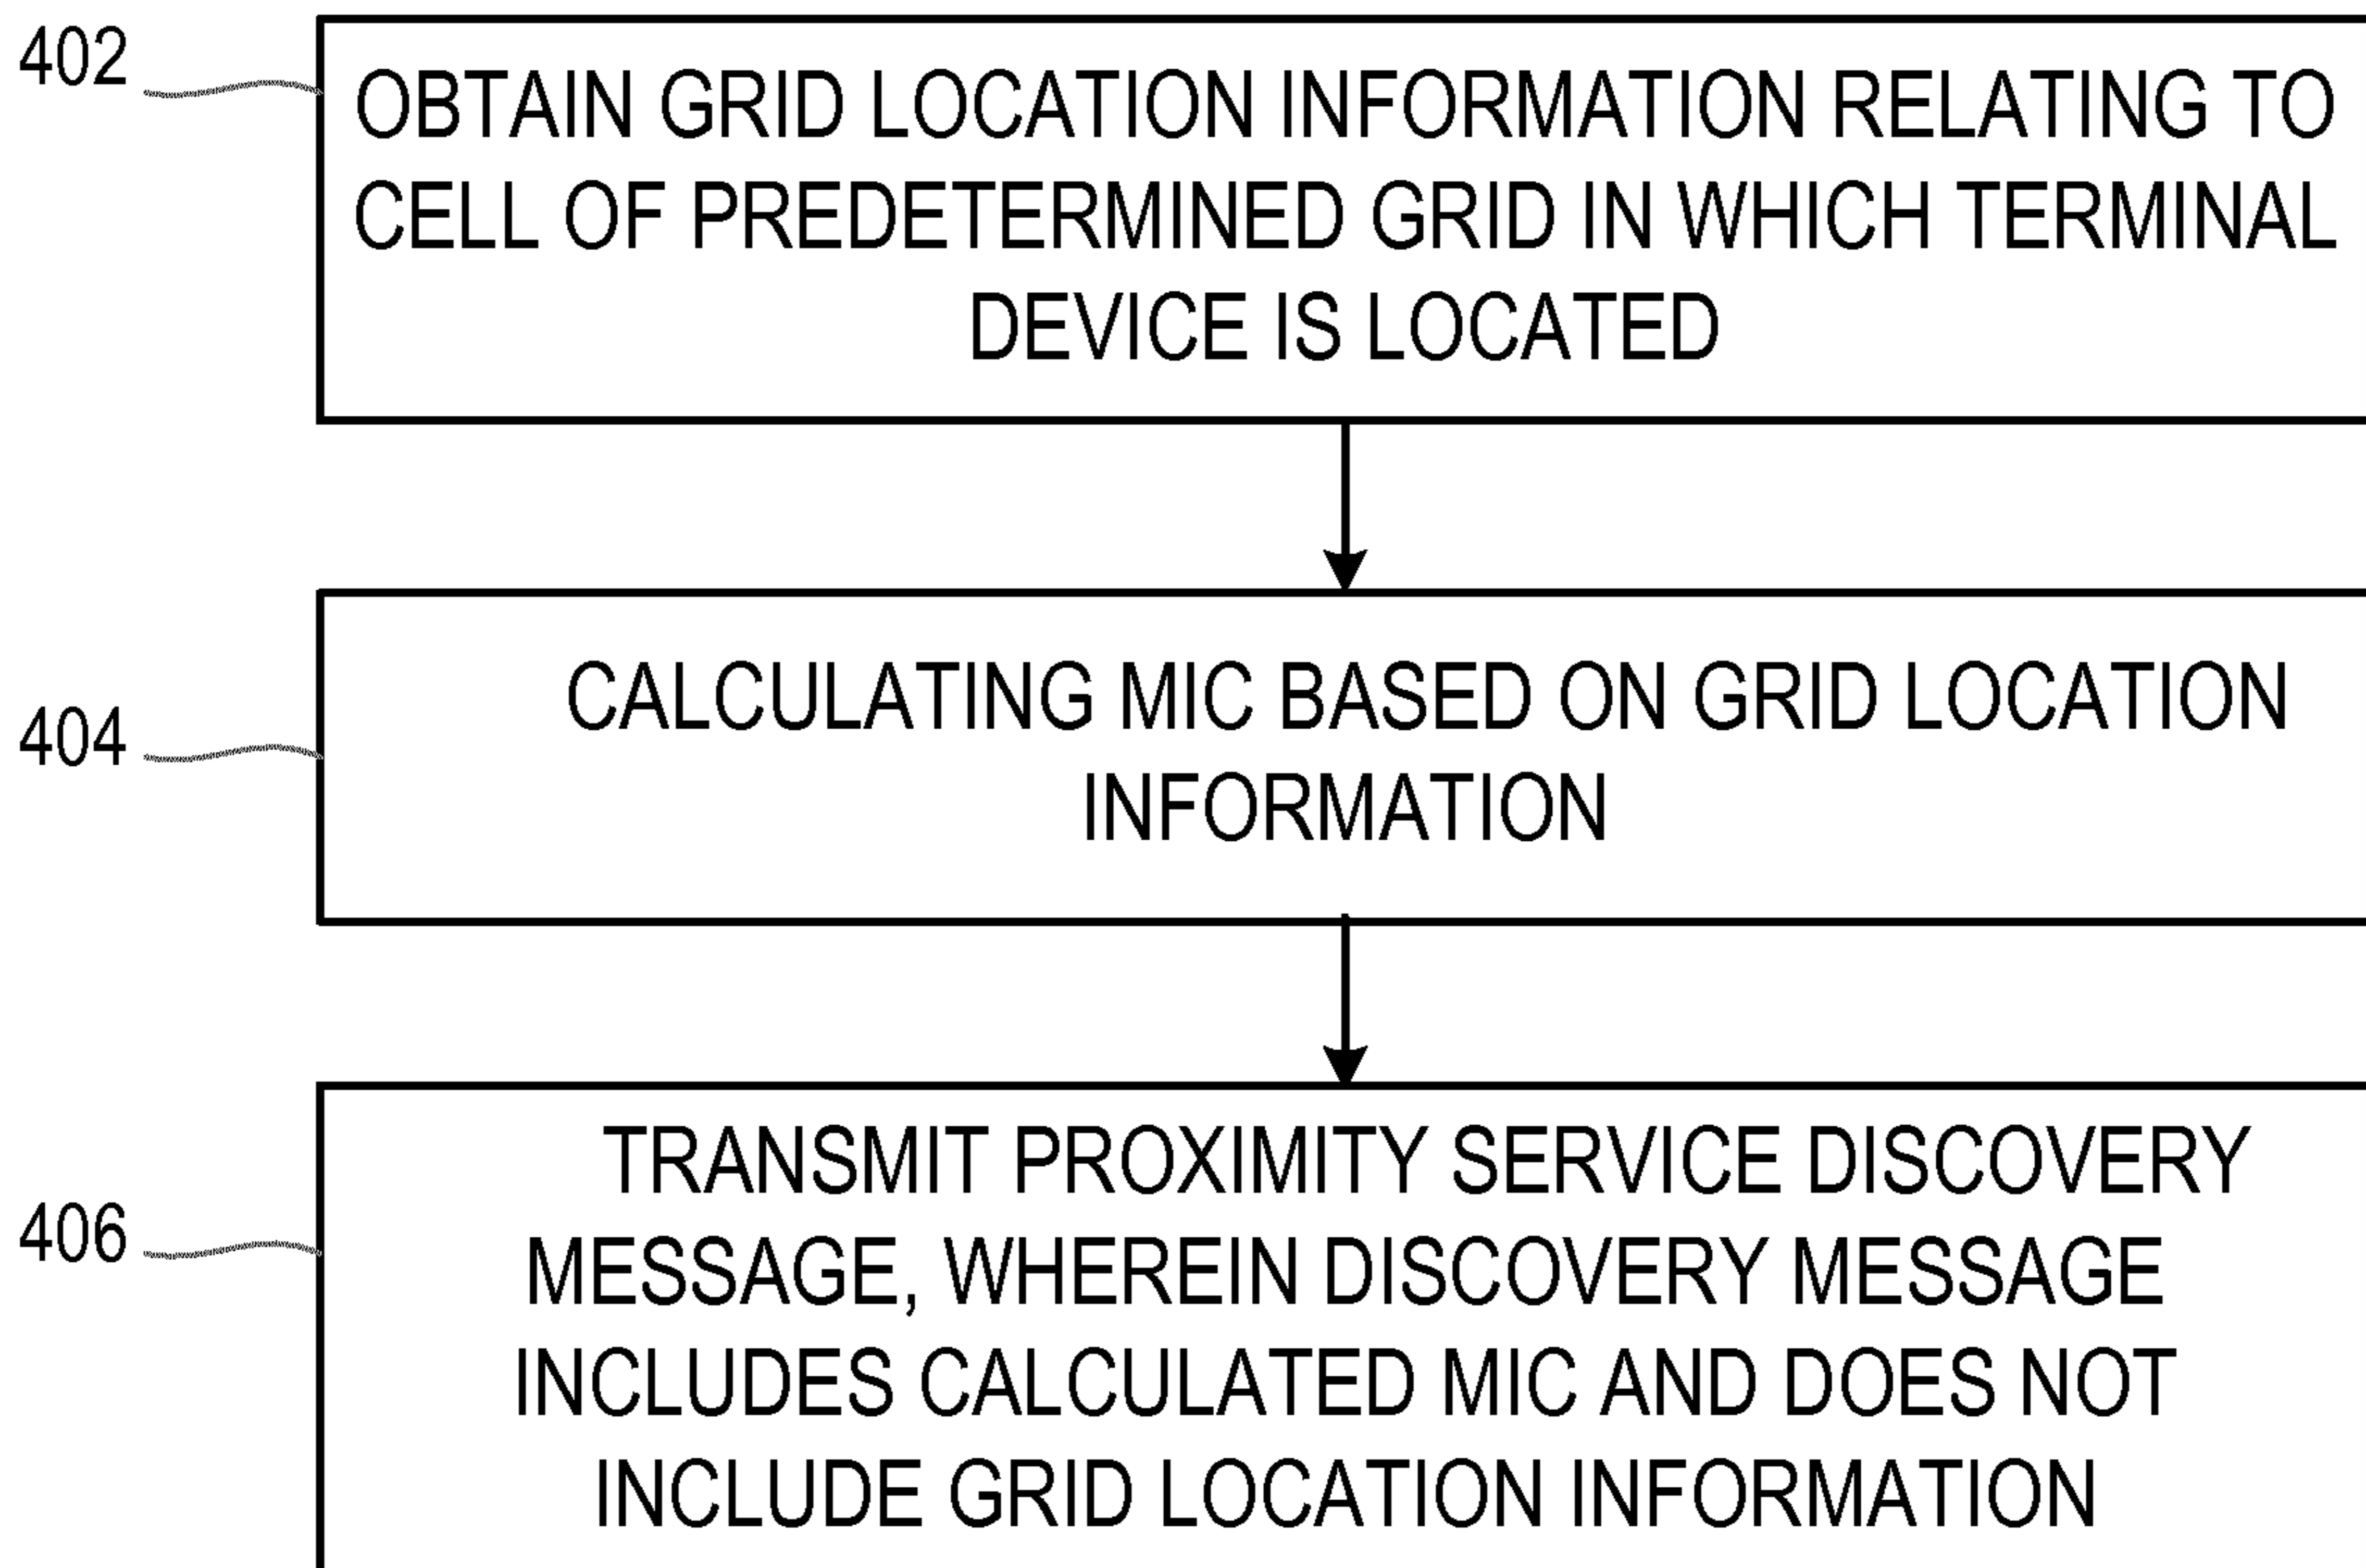 402
OBTAIN GRID LOCATION INFORMATION RELATING TO
CELL OF PREDETERMINED GRID IN WHICH TERMINAL
DEVICE IS LOCATED
404
CALCULATING MIC BASED ON GRID LOCATION
INFORMATION
406
TRANSMIT PROXIMITY SERVICE DISCOVERY
MESSAGE, WHEREIN DISCOVERY MESSAGE
INCLUDES CALCULATED MIC AND DOES NOT
INCLUDE GRID LOCATION INFORMATION